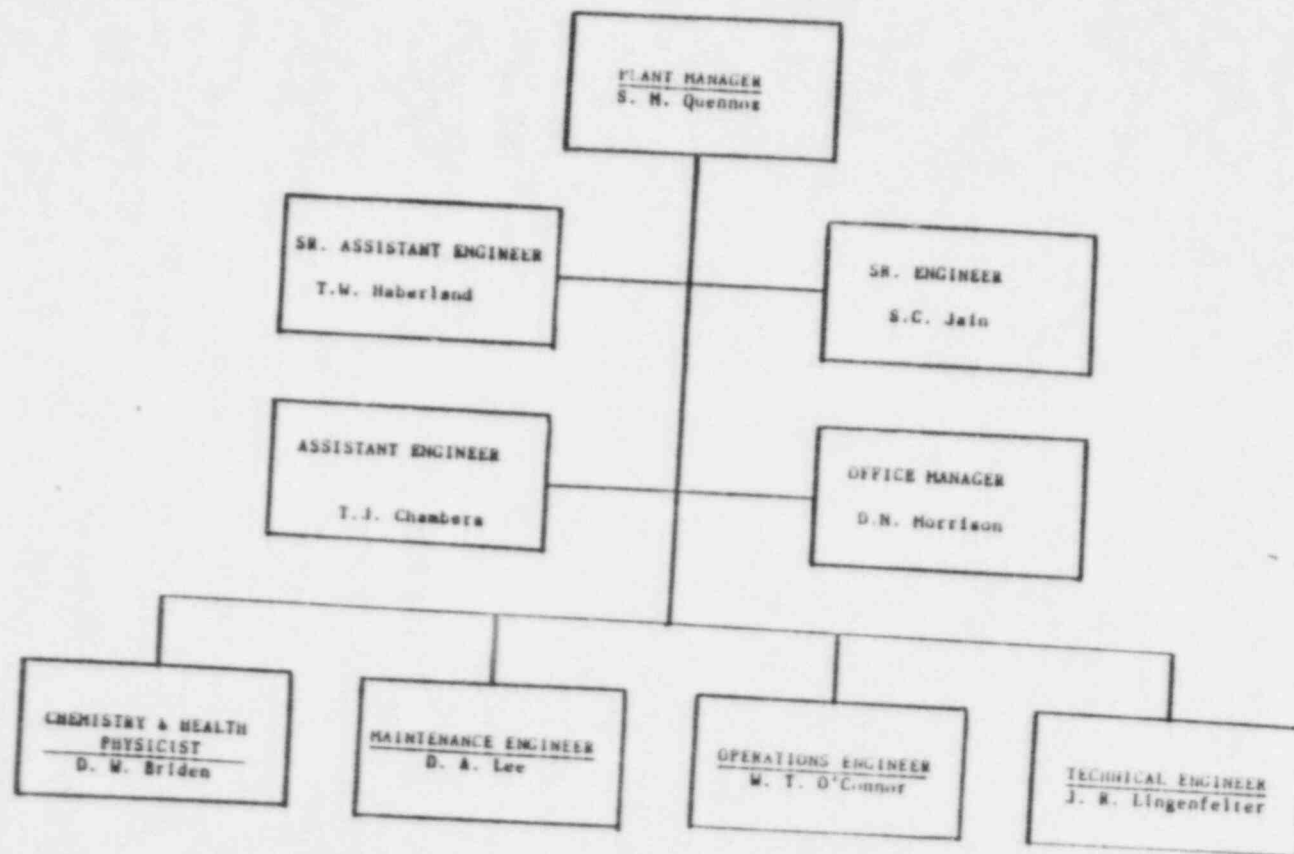 PLANT MANAGER
S. M. Quennoz
SR. ASSISTANT ENGINEER
T.W. Haberland
SR. ENGINEER
S.C. Jain
ASSISTANT ENGINEER
T.J. Chambers
OFFICE MANAGER
D.N. Morrison
CHEMISTRY & HEALTH
PHYSICIST
D. W. Briden
MAINTENANCE ENGINEER
D. A. Lee
OPERATIONS ENGINEER
W. T. O'Connor
TECHNICAL ENGINEER
J. R. Lingenfelter